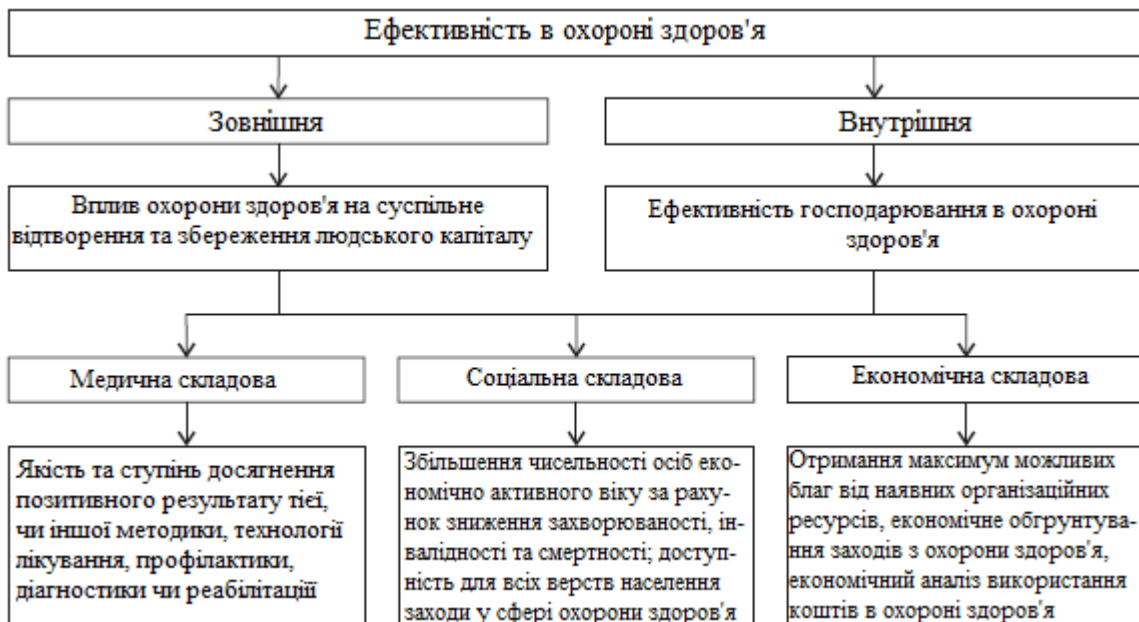 Ефективність в охороні здоров'я
Зовнішня
Внутрішня
Вплив охорони здоров'я на суспільне
відтворення та збереження людського капіталу
Ефективність господарювання в охороні
здоров'я
Медична складова
Соціальна складова
Економічна складова
Якість та ступінь досягнення
позитивного результату тієї,
чи іншої методики, технології
лікування, профілактики,
діагностики чи реабілітації
Збільшення чисельності осіб еко-
номічно активного віку за раху-
нок зниження захворюваності, ін-
валідності та смертності; доступ-
ність для всіх верств населення
заходи у сфері охорони здоров'я
Отримання максимум можливих
благ від наявних організаційних
ресурсів, економічне обгрунтува-
ння заходів з охорони здоров'я,
економічний аналіз використання
коштів в охороні здоров'я